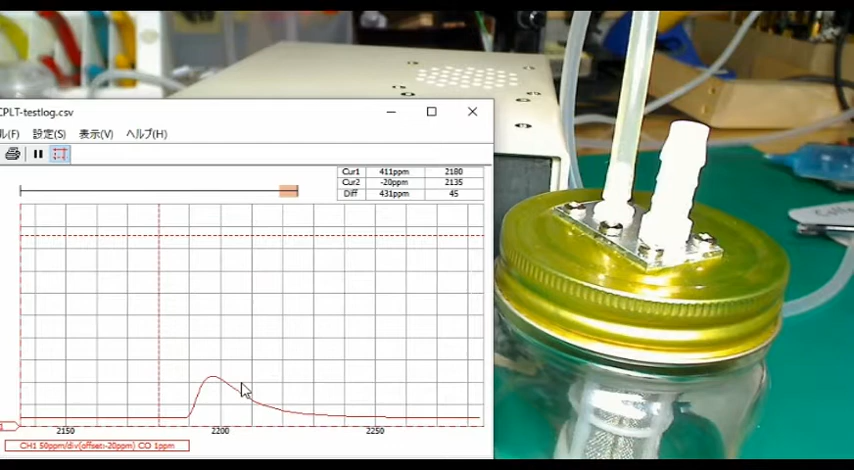 CPLT-testlog.csv
ル(F) 設定(S) 表示(V) ヘルプ(H)
Cur1 411ppm 2180
Cur2 -20ppm 2135
Diff 431ppm 45
2150 2200 2250
CH1 50ppm/div(offset:-20ppm) CO 1ppm